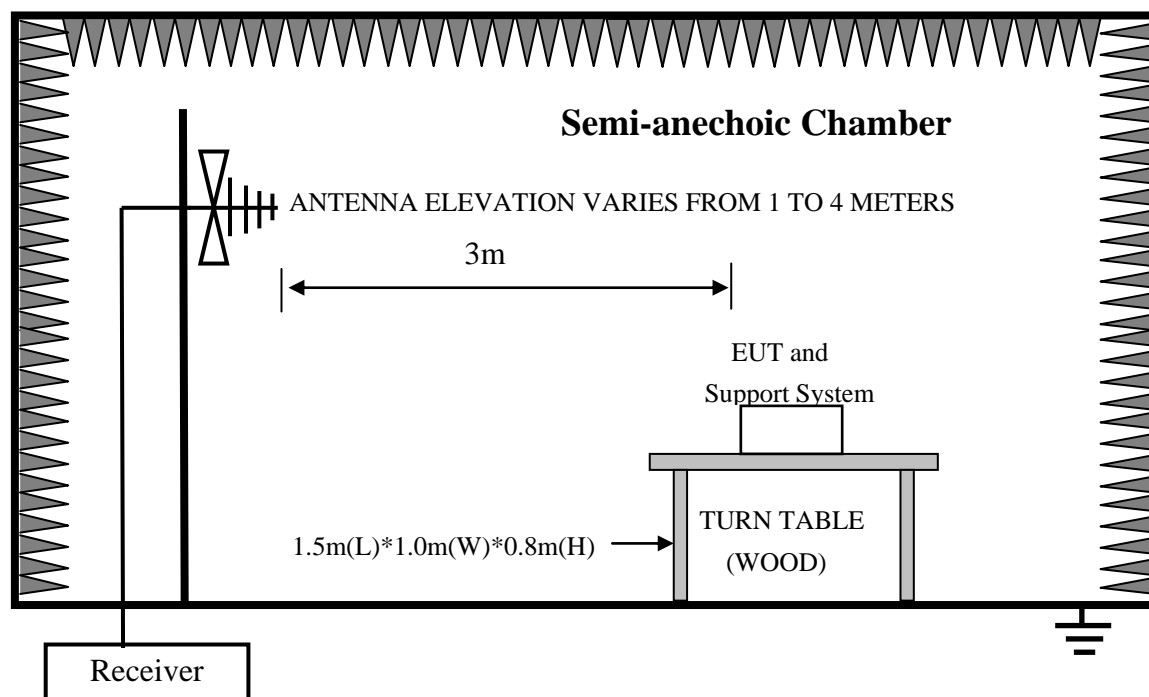 Semi-anechoic Chamber
ANTENNA ELEVATION VARIES FROM 1 TO 4 METERS
3m
EUT and
Support System
TURN TABLE
1.5m(L)*1.0m(W)*0.8m(H)
(WOOD)
Receiver